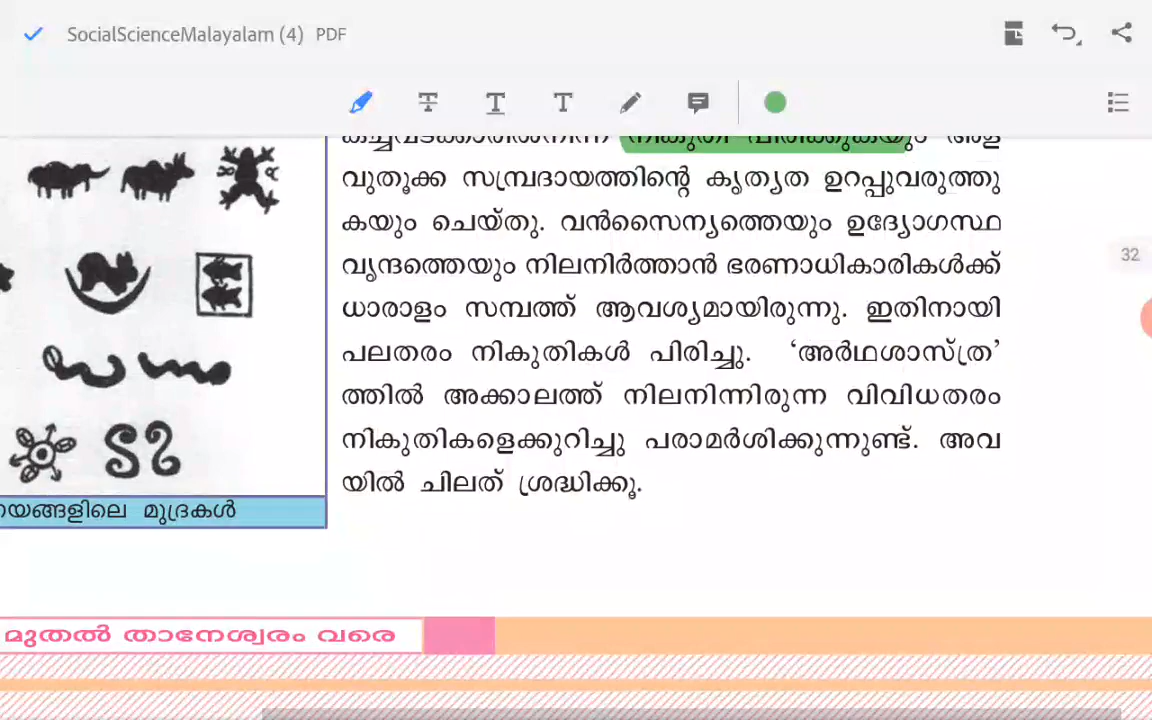 SocialScienceMalayalam (4) PDF
നികുതി പിരിക്കുകയും അള
വുതൂക്ക സമ്പ്രദായത്തിന്റെ കൃത്യത ഉറപ്പുവരുത്തു
കയും ചെയ്തു. വൻസൈന്യത്തെയും ഉദ്യോഗസ്ഥ
വൃന്ദത്തെയും നിലനിർത്താൻ ഭരണാധികാരികൾക്ക്
32
ധാരാളം സമ്പത്ത് ആവശ്യമായിരുന്നു. ഇതിനായി
പലതരം നികുതികൾ പിരിച്ചു. ‘അർഥശാസ്ത്ര’
ത്തിൽ അക്കാലത്ത് നിലനിന്നിരുന്ന വിവിധതരം
നികുതികളെക്കുറിച്ചു പരാമർശിക്കുന്നുണ്ട്. അവ
യിൽ ചിലത് ശ്രദ്ധിക്കൂ.
മുദ്രകൾ
മുതൽ താനേശ്വരം വരെ